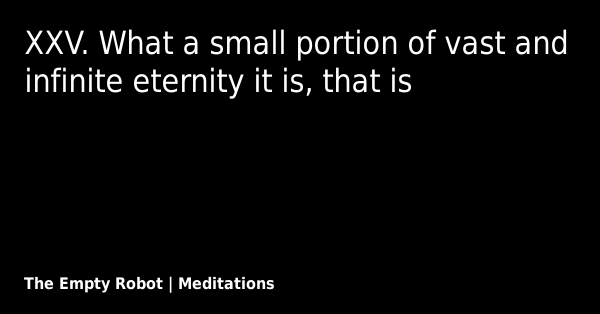 XXV. What a small portion of vast and
infinite eternity it is, that is
The Empty Robot | Meditations